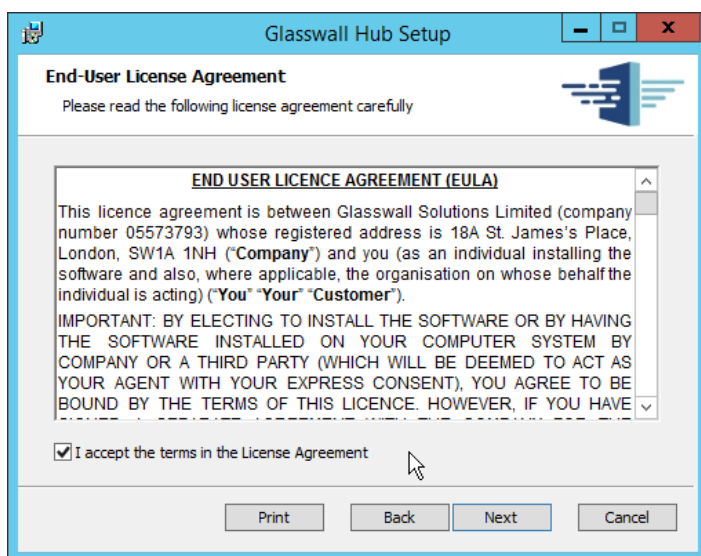 Glasswall Hub Setup
End-User License Agreement
Please read the following license agreement carefully
END USER LICENCE AGREEMENT (EULA)
This licence agreement is between Glasswall Solutions Limited (company
number 05573793) whose registered address is 18A St. James's Place,
London, SW1A 1NH (“Company”) and you (as an individual installing the
software and also, where applicable, the organisation on whose behalf the
individual is acting) (“You” “Your” “Customer”).
IMPORTANT: BY ELECTING TO INSTALL THE SOFTWARE OR BY HAVING
THE SOFTWARE INSTALLED ON YOUR COMPUTER SYSTEM BY
COMPANY OR A THIRD PARTY (WHICH WILL BE DEEMED TO ACT AS
YOUR AGENT WITH YOUR EXPRESS CONSENT), YOU AGREE TO BE
BOUND BY THE TERMS OF THIS LICENCE. HOWEVER, IF YOU HAVE
I accept the terms in the License Agreement
Print Back Next Cancel